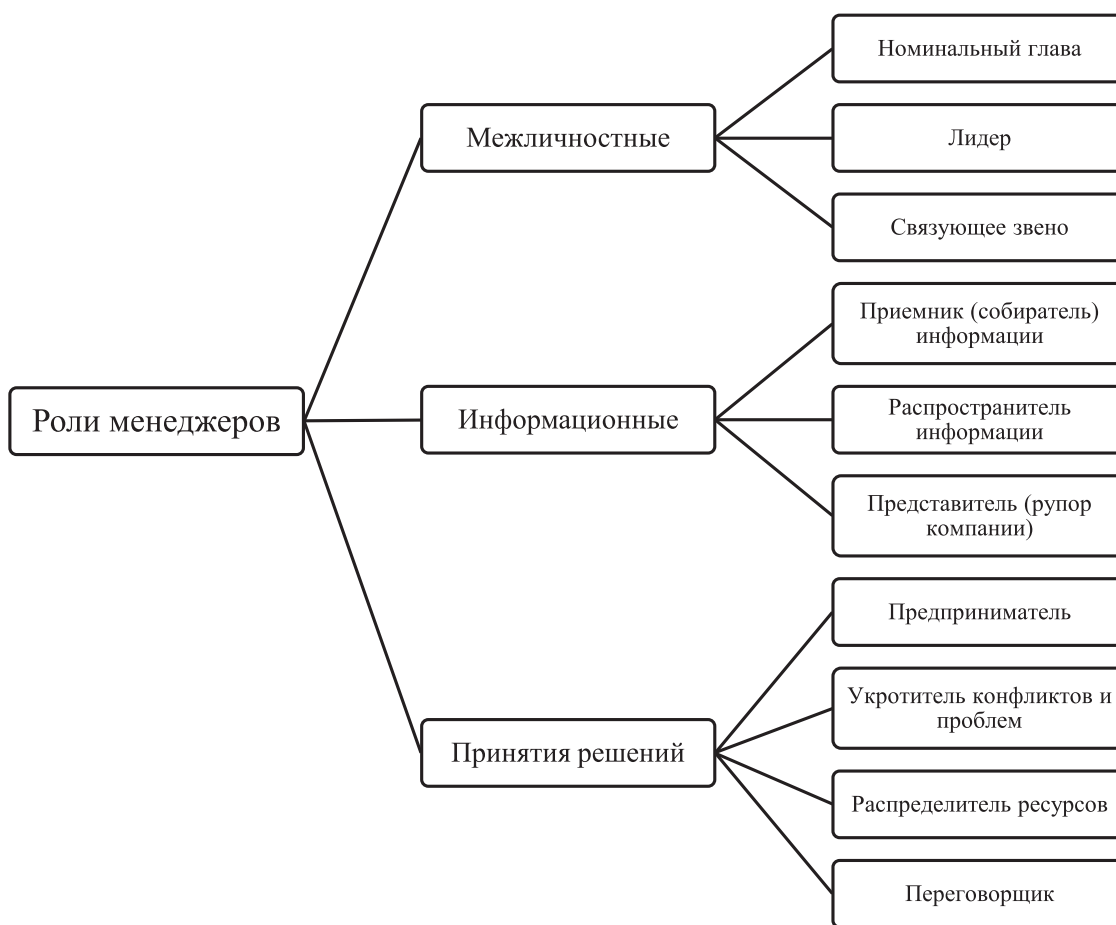 Роли менеджеров
Межличностные
Номинальный глава
Лидер
Связующее звено
Информационные
Приемник (собиратель)
информации
Распространитель
информации
Представитель (рупор
компании)
Принятия решений
Предприниматель
Укротитель конфликтов и
проблем
Распределитель ресурсов
Переговорщик